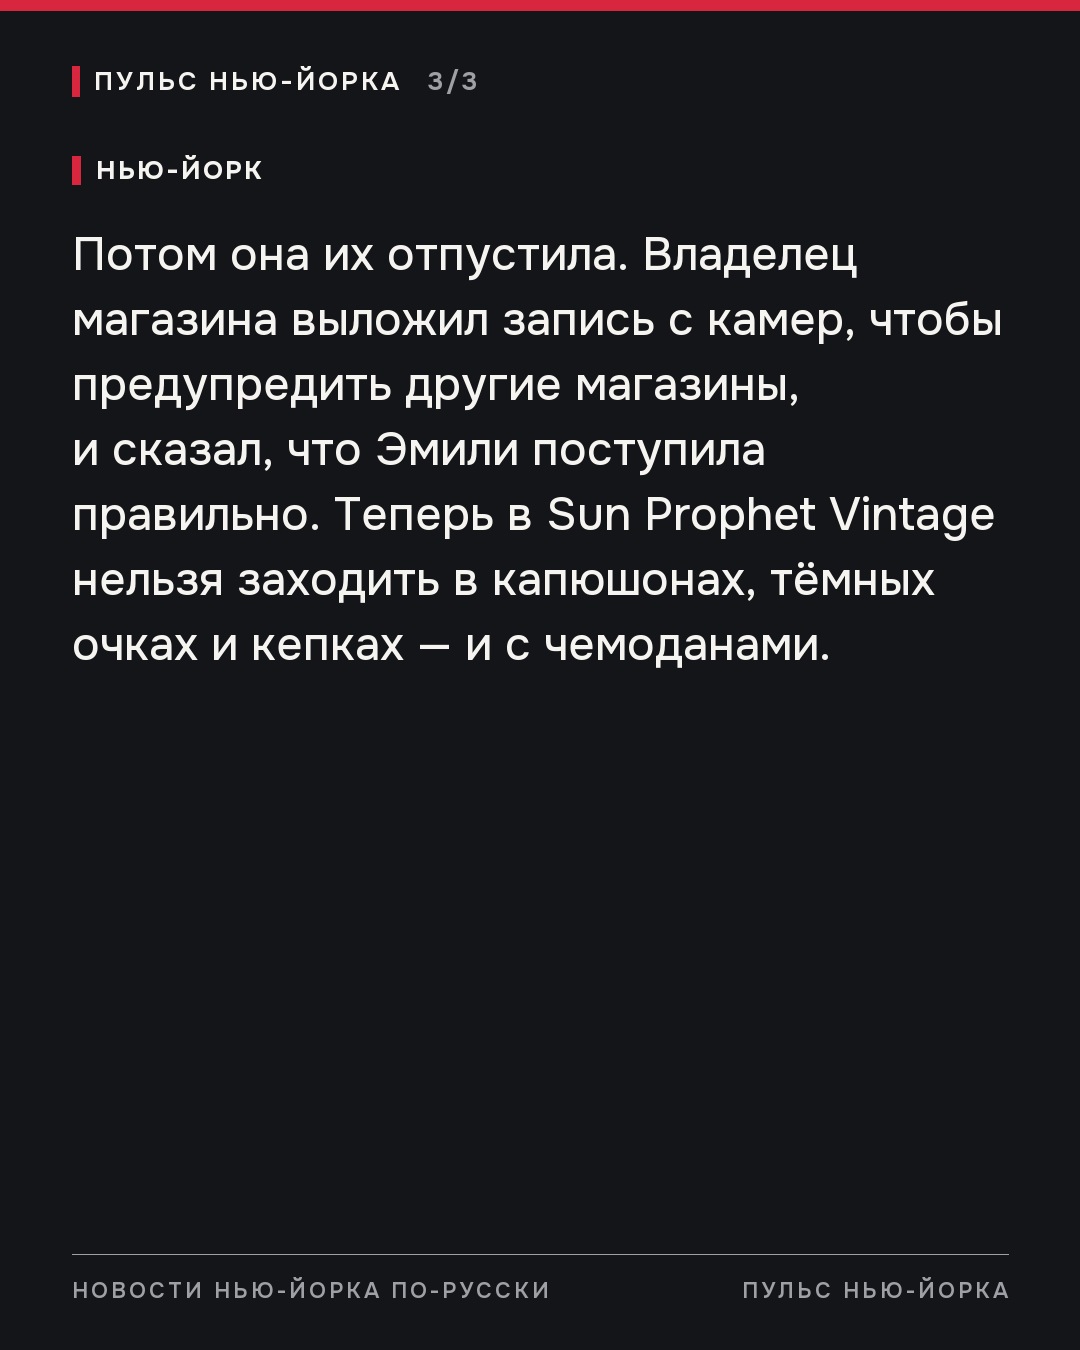 ПУЛЬС НЬЮ-ЙОРКА 3/3
НЬЮ-ЙОРК
Потом она их отпустила. Владелец
магазина выложил запись с камер, чтобы
предупредить другие магазины,
и сказал, что Эмили поступила
правильно. Теперь в Sun Prophet Vintage
нельзя заходить в капюшонах, тёмных
очках и кепках — и с чемоданами.
НОВОСТИ НЬЮ-ЙОРКА ПО-РУССКИ
ПУЛЬС НЬЮ-ЙОРКА